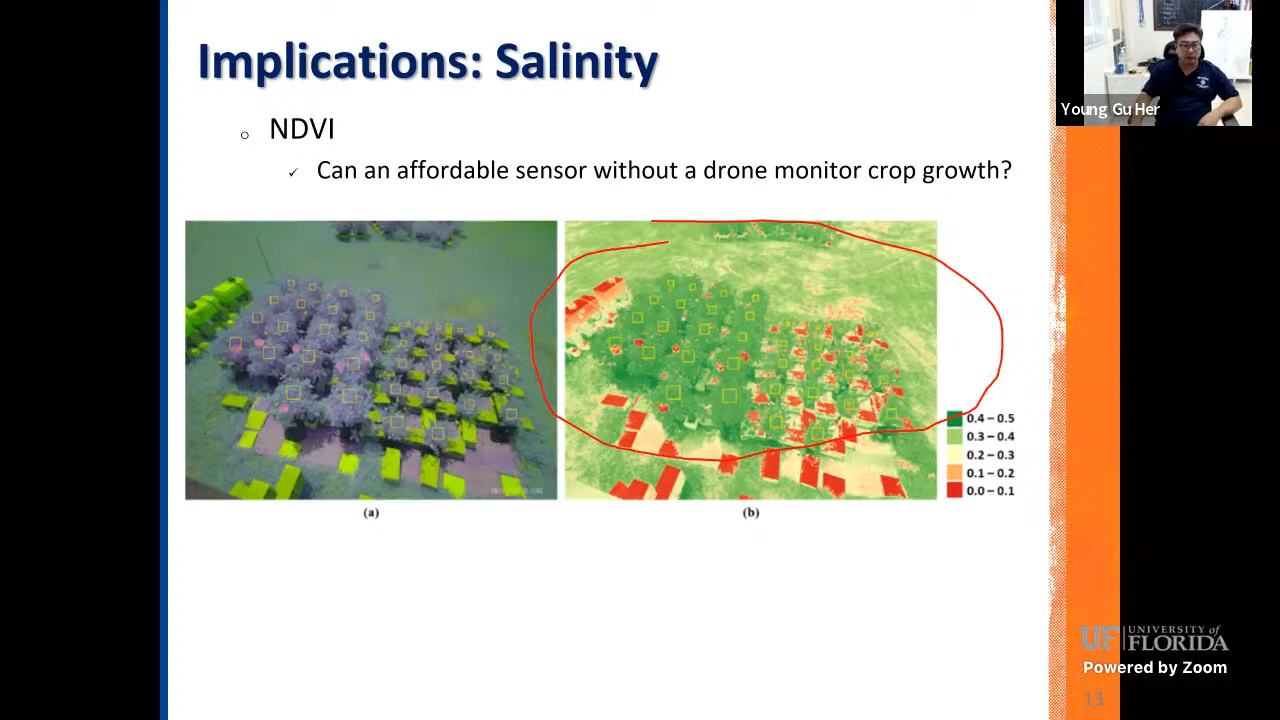 Implications: Salinity
Young Gu Her
NDVI
Can an affordable sensor without a drone monitor crop growth?
0.4 – 0.5
0.3 – 0.4
0.2 – 0.3
0.1 – 0.2
0.0 – 0.1
(a)
(b)
UF UNIVERSITY of
FLORIDA
Powered by Zoom
13